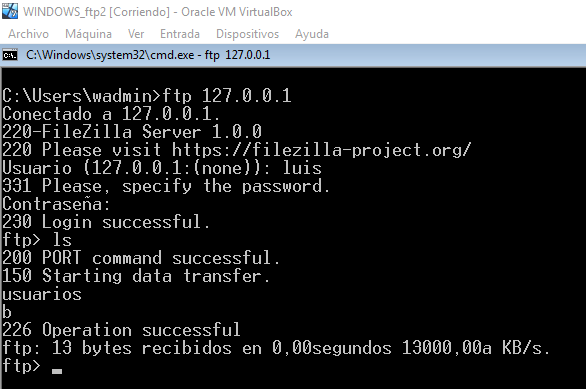 WINDOWS_ftp2 [Corriendo] - Oracle VM VirtualBox
Archivo Máquina Ver Entrada Dispositivos Ayuda
C:\Windows\system32\cmd.exe - ftp 127.0.0.1
C:\Users\wadmin>ftp 127.0.0.1
Conectado a 127.0.0.1.
220-FileZilla Server 1.0.0
220 Please visit https://filezilla-project.org/
Usuario (127.0.0.1:(none)): luis
331 Please, specify the password.
Contraseña:
230 Login successful.
ftp> ls
200 PORT command successful.
150 Starting data transfer.
usuarios
b
226 Operation successful
ftp: 13 bytes recibidos en 0,00segundos 13000,00a KB/s.
ftp> _